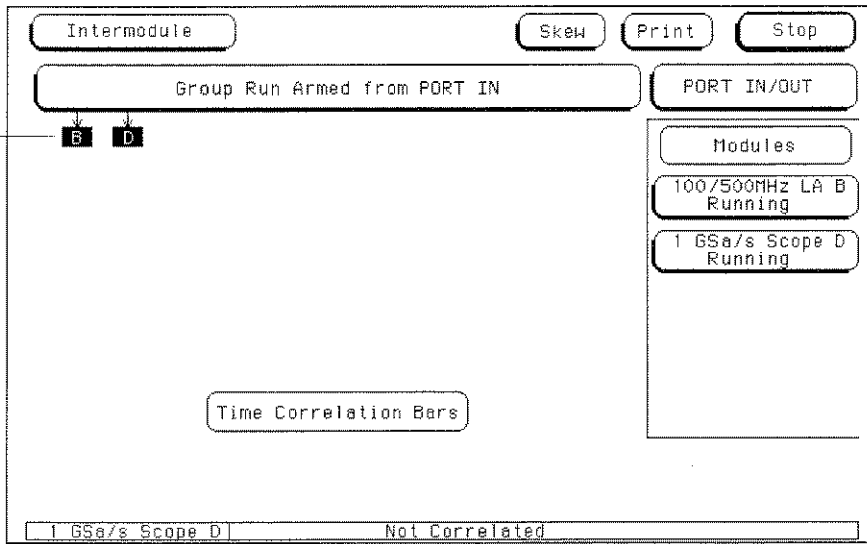 Intermodule
Skew
Print
Stop
Group Run Armed from PORT IN
PORT IN/OUT
B
D
Modules
100/500MHz LA B
Running
1 GSa/s Scope D
Running
Time Correlation Bars
1 GSa/s Scope D
Not Correlated